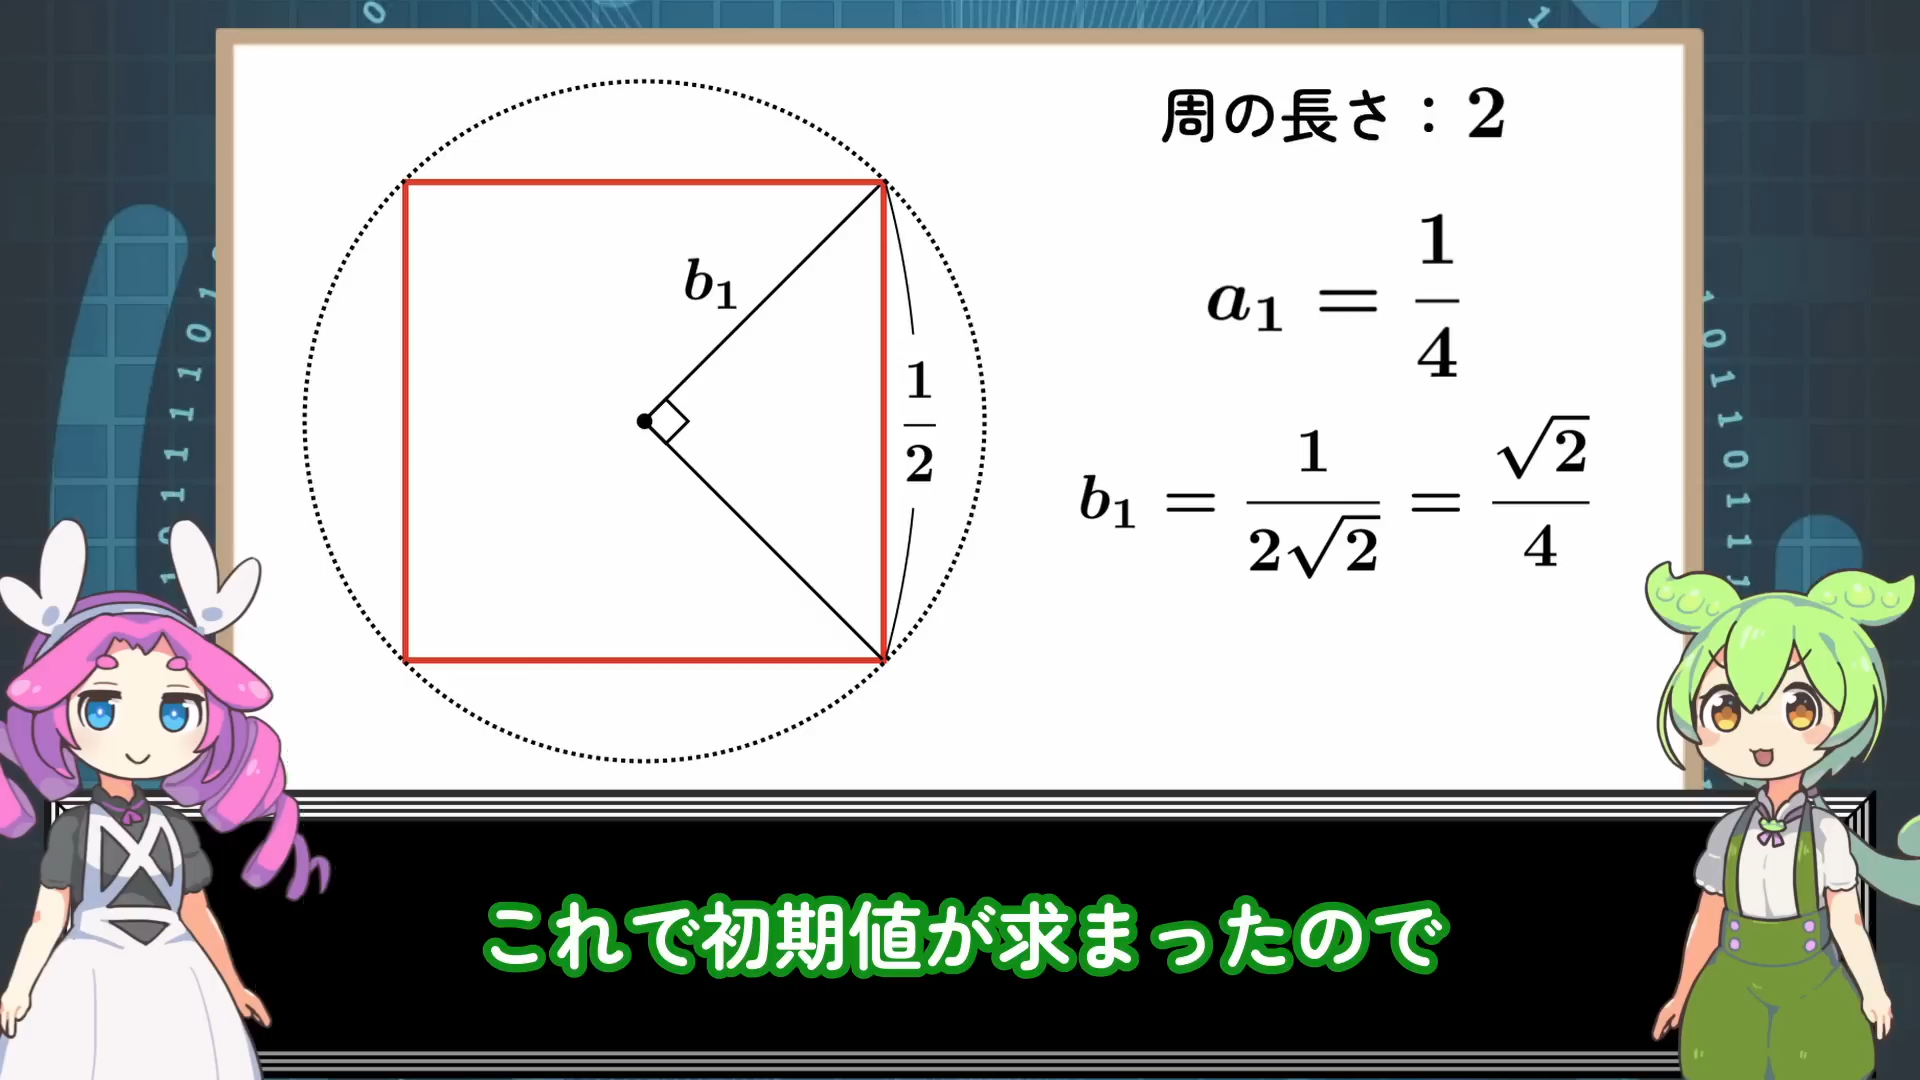 周の長さ：2
a₁ = 1/4
b₁ = 1/(2√2) = √2/4
b₁
1/2
これで初期値が求まったので